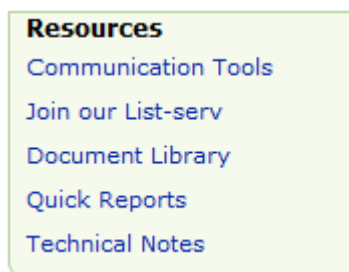 Resources
Communication Tools
Join our List-serv
Document Library
Quick Reports
Technical Notes